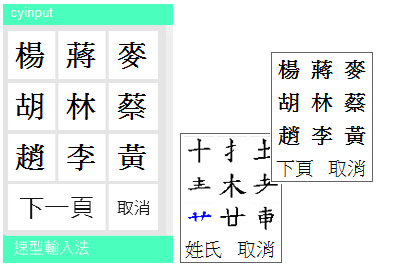 cyinput
楊 蔣 麥
胡 林 蔡
趙 李 黃
下一頁 取消
速型輸入法
十 扌 土
龶 木 耂
艹 廿 車
姓氏 取消
楊 蔣 麥
胡 林 蔡
趙 李 黃
下頁 取消